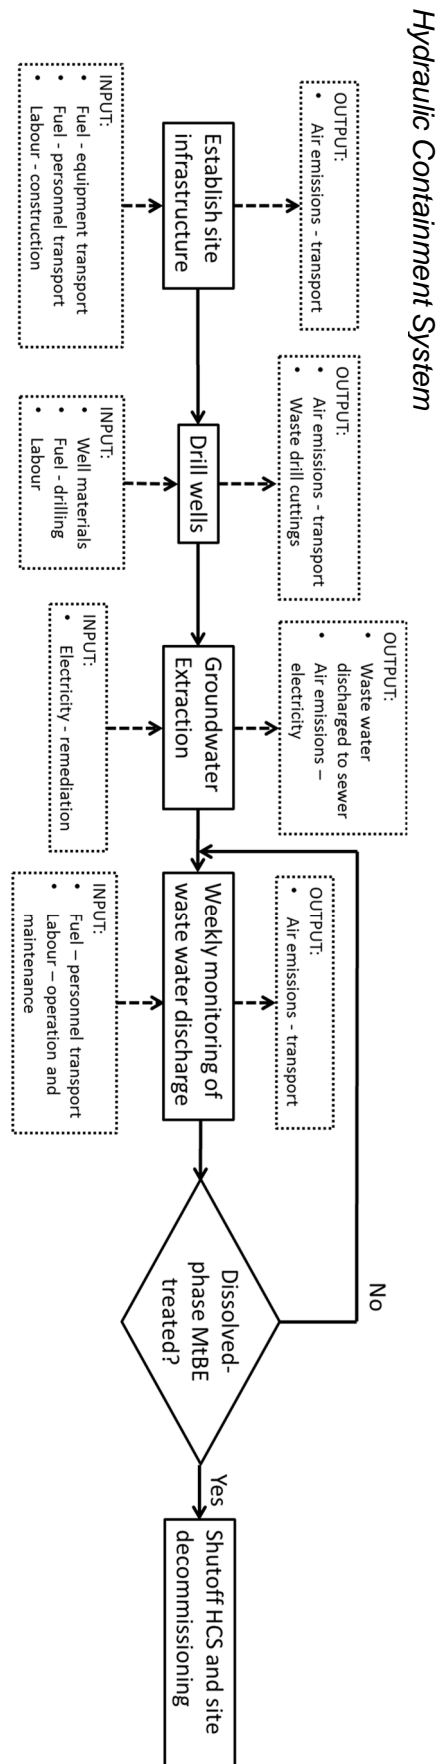 Hydraulic Containment System
OUTPUT:
• Air emissions - transport
Establish site
infrastructure
INPUT:
• Fuel - equipment transport
• Fuel - personnel transport
• Labour - construction
OUTPUT:
• Air emissions - transport
• Waste drill cuttings
Drill wells
INPUT:
• Well materials
• Fuel - drilling
• Labour
OUTPUT:
• Waste water
discharged to sewer
• Air emissions –
electricity
Groundwater
Extraction
INPUT:
• Electricity - remediation
OUTPUT:
• Air emissions - transport
Weekly monitoring of
waste water discharge
INPUT:
• Fuel – personnel transport
• Labour – operation and
maintenance
No
Dissolved-
phase MtBE
treated?
Yes
Shutoff HCS and site
decommissioning